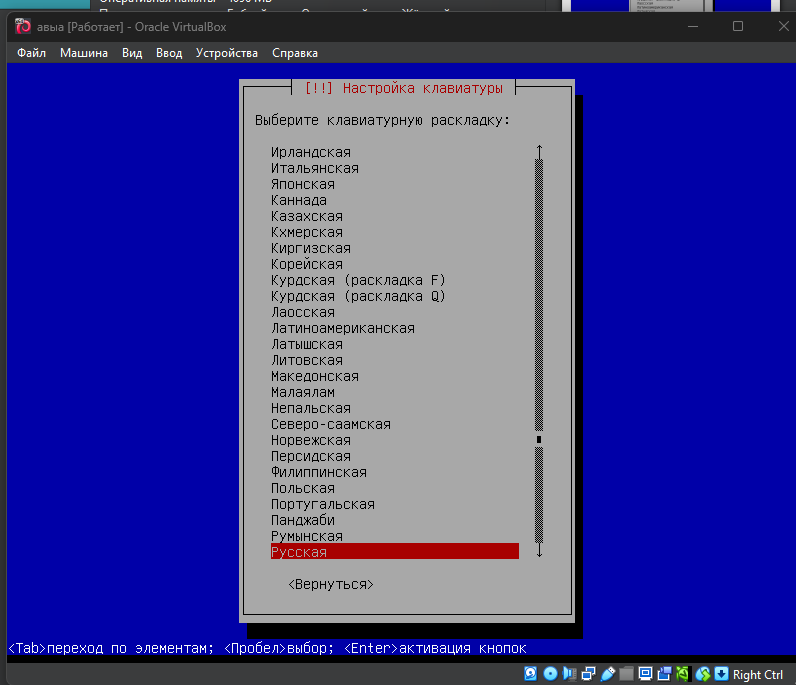 авыа [Работает] - Oracle VirtualBox
Файл Машина Вид Ввод Устройства Справка
[!!] Настройка клавиатуры
Выберите клавиатурную раскладку:
Ирландская
Итальянская
Японская
Каннада
Казахская
Кхмерская
Киргизская
Корейская
Курдская (раскладка F)
Курдская (раскладка Q)
Лаосская
Латиноамериканская
Латышская
Литовская
Македонская
Малаялам
Непальская
Северо-саамская
Норвежская
Персидская
Филиппинская
Польская
Португальская
Панджаби
Румынская
Русская
<Вернуться>
<Tab>переход по элементам; <Пробел>выбор; <Enter>активация кнопок
Right Ctrl